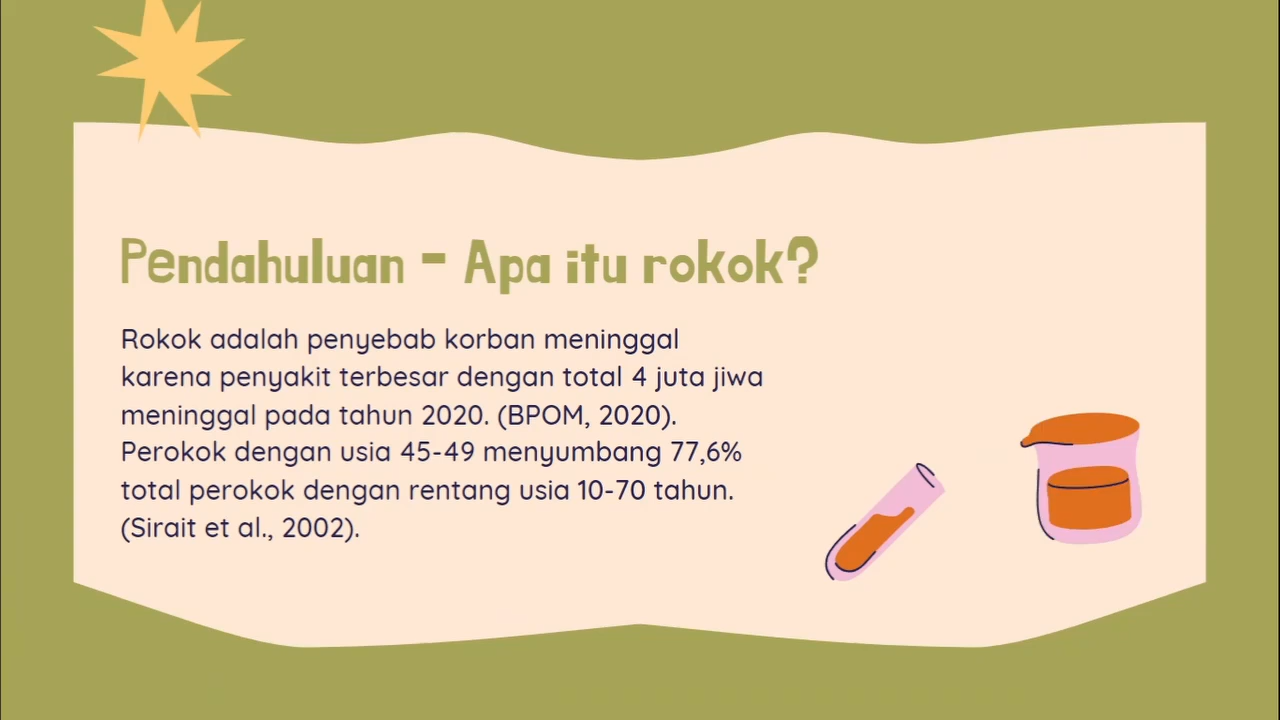 Pendahuluan - Apa itu rokok?
Rokok adalah penyebab korban meninggal
karena penyakit terbesar dengan total 4 juta jiwa
meninggal pada tahun 2020. (BPOM, 2020).
Perokok dengan usia 45-49 menyumbang 77,6%
total perokok dengan rentang usia 10-70 tahun.
(Sirait et al., 2002).